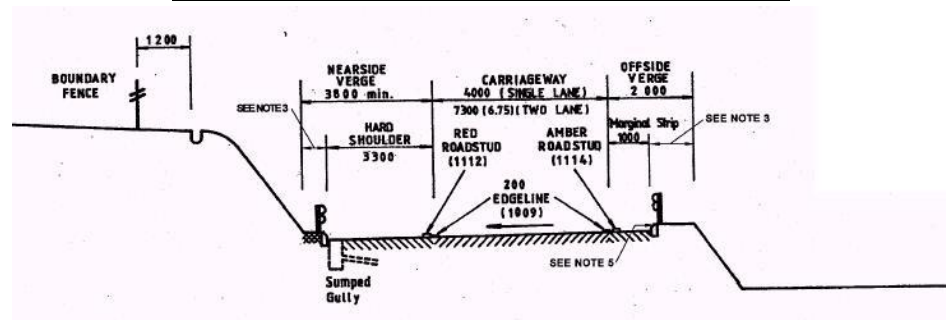 1200
BOUNDARY
FENCE
NEARSIDE
VERGE
3800 min.
CARRIAGEWAY
4000 (SINGLE LANE)
7300 (6.75)(TWO LANE)
OFFSIDE
VERGE
2 000
SEE NOTE 3
HARD
SHOULDER
3300
RED
ROADSTUD
(1112)
AMBER
ROADSTUD
(1114)
Marginal Strip
1000
SEE NOTE 3
200
EDGELINE
(1009)
SEE NOTE 5
Sumped
Gully